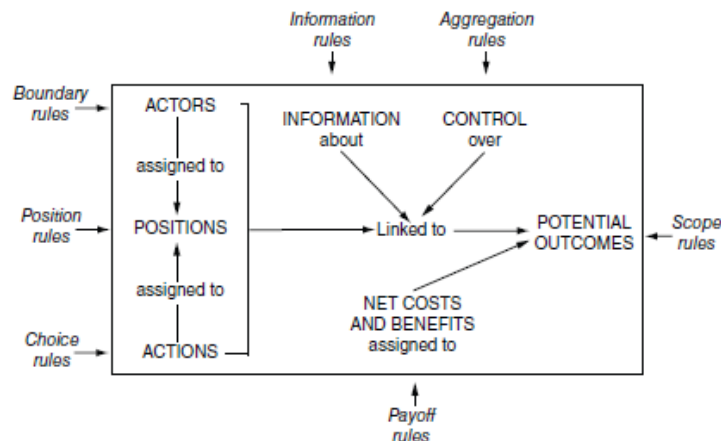 Information
rules
Aggregation
rules
Boundary
rules
ACTORS
INFORMATION
about
CONTROL
over
assigned to
Position
rules
POSITIONS
Linked to
POTENTIAL
OUTCOMES
Scope
rules
assigned to
NET COSTS
AND BENEFITS
assigned to
Choice
rules
ACTIONS
Payoff
rules